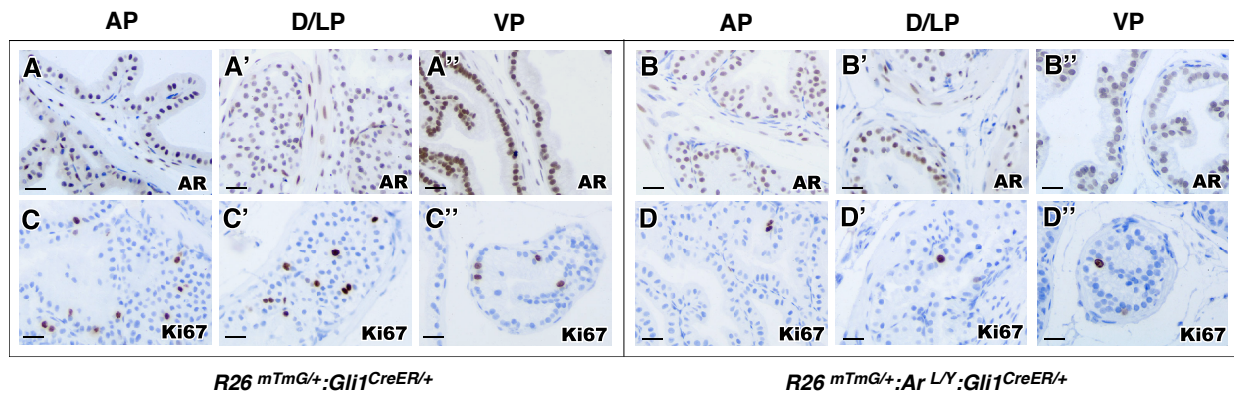 AP D/LP VP AP D/LP VP
A A’ A’’ B B’ B’’
AR AR AR AR AR AR
C C’ C’’ D D’ D’’
Ki67 Ki67 Ki67 Ki67 Ki67 Ki67
R26 mTmG/+:Gli1CreER/+ R26 mTmG/+:Ar L/Y:Gli1CreER/+